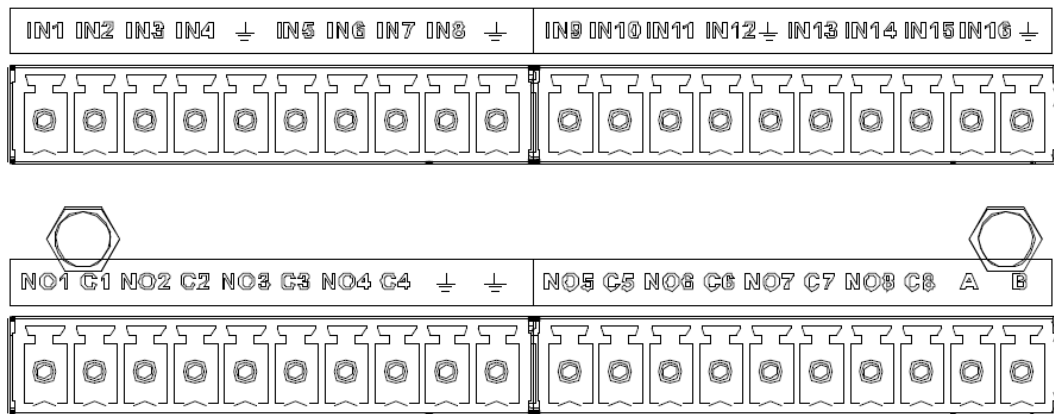 IN1 IN2 IN3 IN4 ⏚ IN5 IN6 IN7 IN8 ⏚ IN9 IN10 IN11 IN12 ⏚ IN13 IN14 IN15 IN16 ⏚
NO1 C1 NO2 C2 NO3 C3 NO4 C4 ⏚ ⏚ NO5 C5 NO6 C6 NO7 C7 NO8 C8 A B